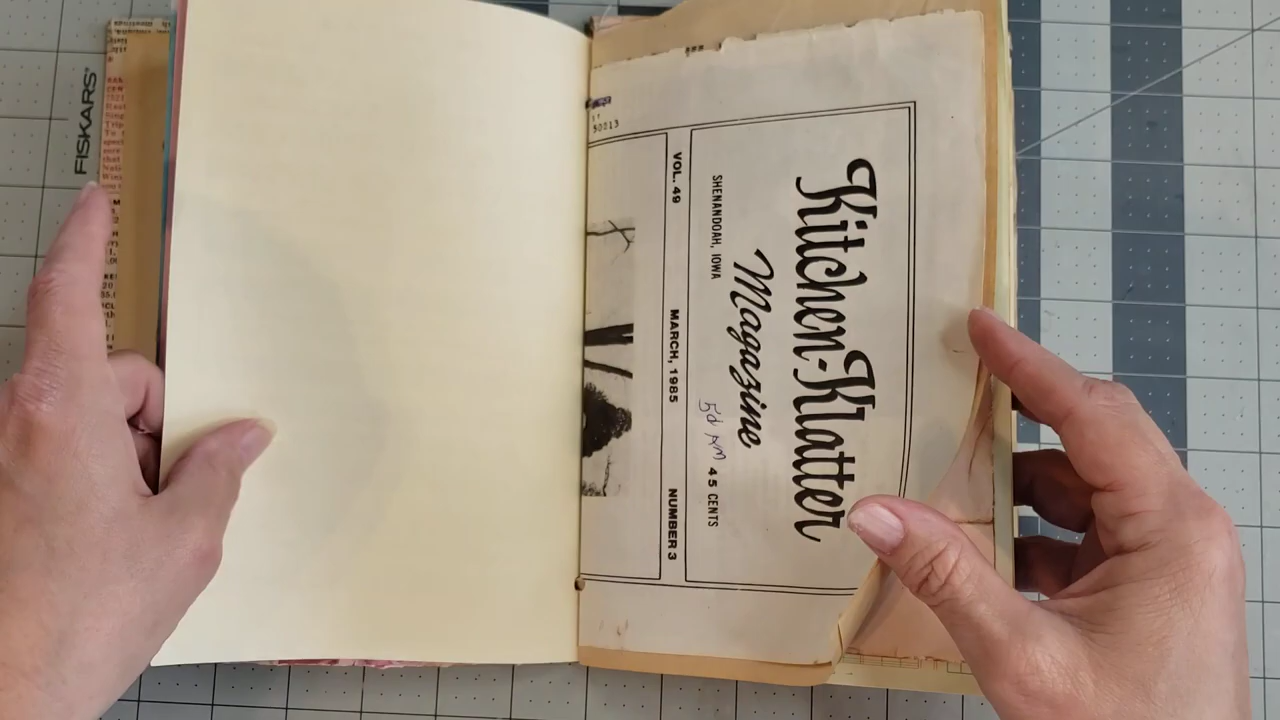 Kitchen-Klatter
Magazine
SHENANDOAH, IOWA
45 CENTS
VOL. 49
MARCH, 1985
NUMBER 3
50013
FISKARS